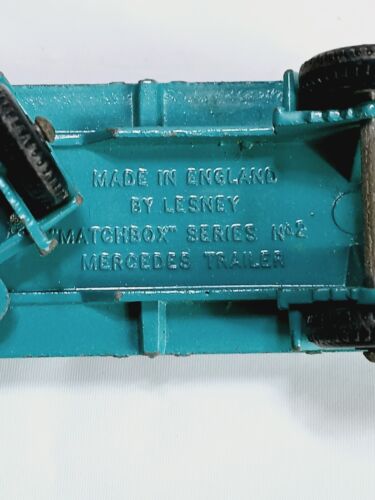 MADE IN ENGLAND
BY LESNEY
"MATCHBOX" SERIES No2
MERCEDES TRAILER